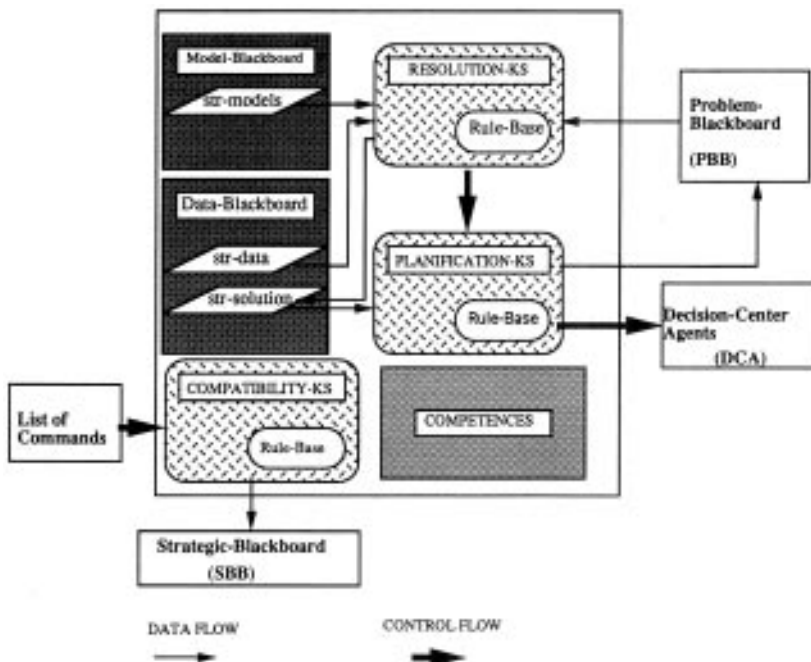 Model-Blackboard
str-models
RESOLUTION-KS
Rule-Base
Problem-
Blackboard
(PBB)
Data-Blackboard
str-data
str-solution
PLANIFICATION-KS
Rule-Base
Decision-Center
Agents
(DCA)
List of
Commands
COMPATIBILITY-KS
Rule-Base
COMPETENCES
Strategic-Blackboard
(SBB)
DATA FLOW
CONTROL FLOW